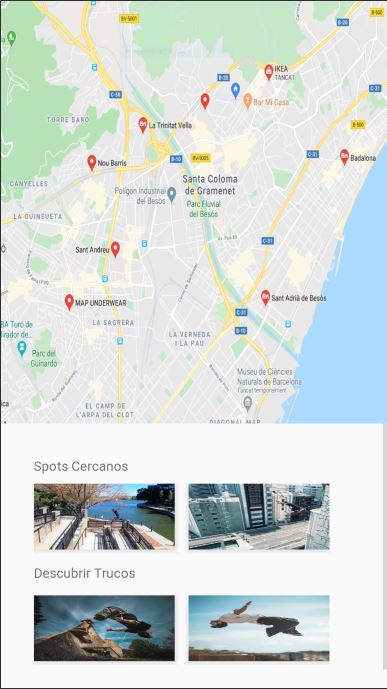 BV-5001
B-500
B-20
C-58
C-31
IKEA
TANCAT
B-20
Bar Mi Casa
TORRE BARÓ
La Trinitat Vella
B-500
Nou Barris
B-10
BV-5005
C-31
Badalona
CANYELLES
Santa Coloma
de Gramenet
Polígon Industrial
del Besòs
Parc Fluvial
del Besòs
LA GUINEUETA
C-31
Sant Andreu
MAP UNDERWEAR
Sant Adrià de Besòs
C-31
BA Turó de
LA SAGRERA
B-10
LA VERNEDA
I LA PAU
Parc del
Guinardó
Museu de Ciències
Naturals de Barcelona
Tancat temporalment
EL CAMP DE
L'ARPA DEL CLOT
DIAGONAL MAR
Spots Cercanos
Descubrir Trucos